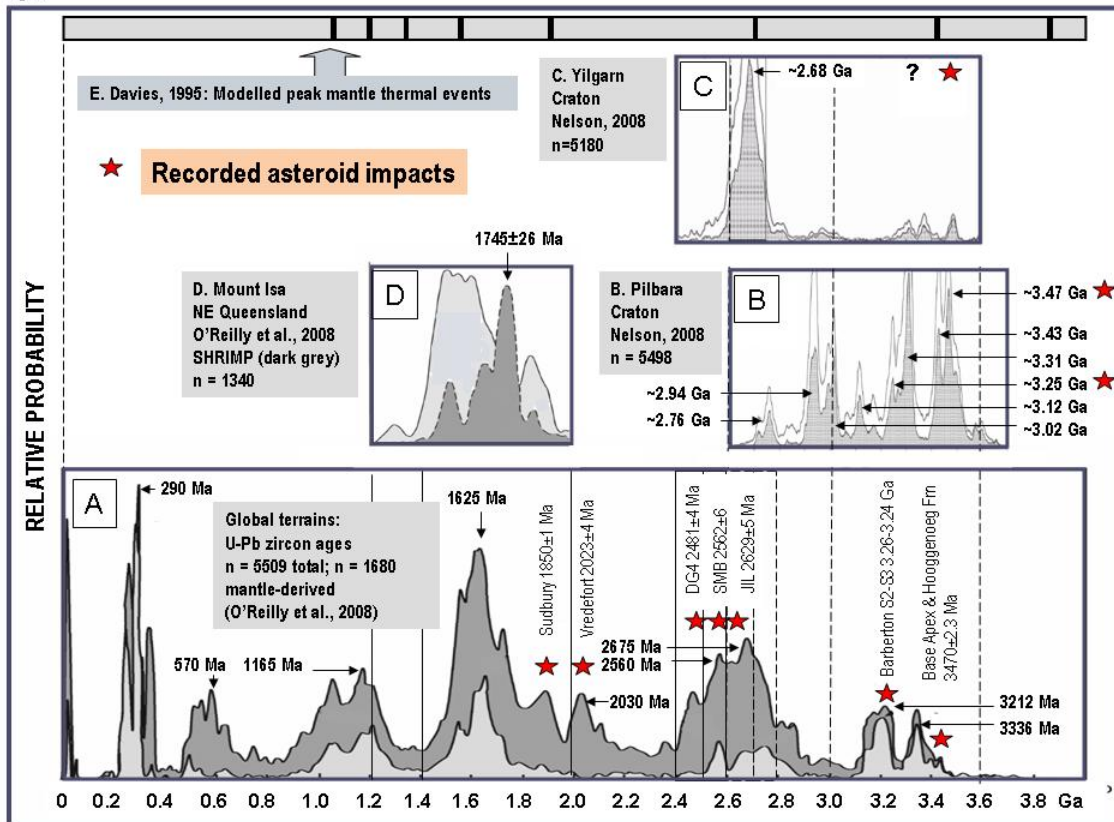 E. Davies, 1995: Modelled peak mantle thermal events
Recorded asteroid impacts
C. Yilgarn
Craton
Nelson, 2008
n=5180
C
~2.68 Ga
?
1745±26 Ma
D. Mount Isa
NE Queensland
O'Reilly et al., 2008
SHRIMP (dark grey)
n = 1340
D
B. Pilbara
Craton
Nelson, 2008
n = 5498
B
~2.94 Ga
~2.76 Ga
~3.47 Ga
~3.43 Ga
~3.31 Ga
~3.25 Ga
~3.12 Ga
~3.02 Ga
RELATIVE PROBABILITY
A
290 Ma
Global terrains:
U-Pb zircon ages
n = 5509 total; n = 1680
mantle-derived
(O'Reilly et al., 2008)
570 Ma
1165 Ma
1625 Ma
Sudbury 1850±1 Ma
Vredefort 2023±4 Ma
2030 Ma
DG4 2481±4 Ma
SMB 2562±6
JIL 2629±5 Ma
2675 Ma
2560 Ma
Barberton S2-S3 3.26-3.24 Ga
Base Apex & Hooggenoeg Fm
3470±2.3 Ma
3212 Ma
3336 Ma
0 0.2 0.4 0.6 0.8 1.0 1.2 1.4 1.6 1.8 2.0 2.2 2.4 2.6 2.8 3.0 3.2 3.4 3.6 3.8 Ga